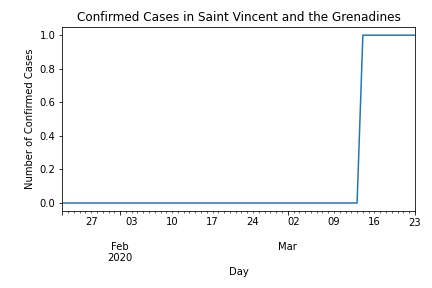 Confirmed Cases in Saint Vincent and the Grenadines
Number of Confirmed Cases
1.0
0.8
0.6
0.4
0.2
0.0
27 03 10 17 24 02 09 16 23
Feb Mar
2020
Day